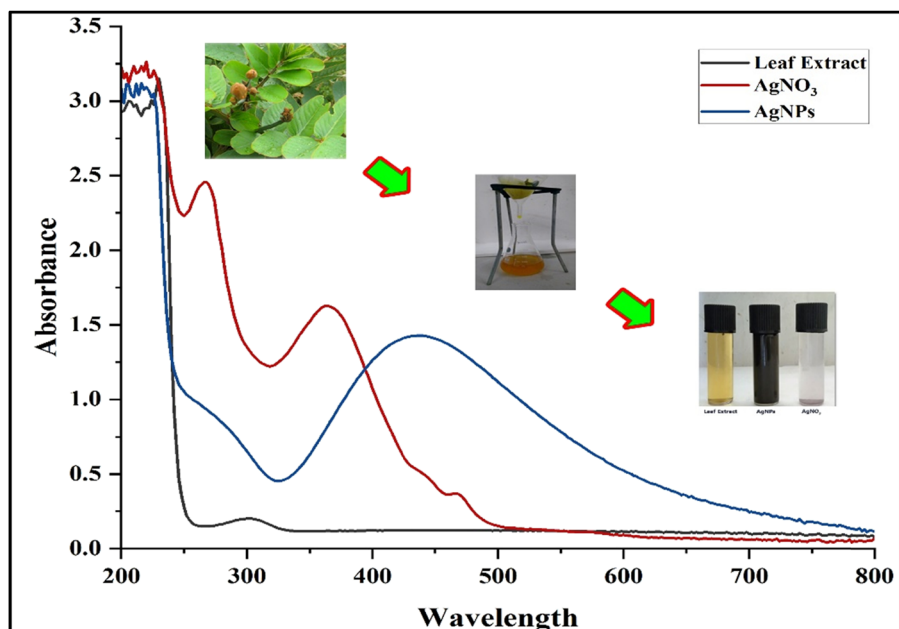 3.5
3.0
2.5
2.0
1.5
1.0
0.5
0.0
Absorbance
200 300 400 500 600 700 800
Wavelength
Leaf Extract
AgNO₃
AgNPs
Leaf Extract AgNPs AgNO₃